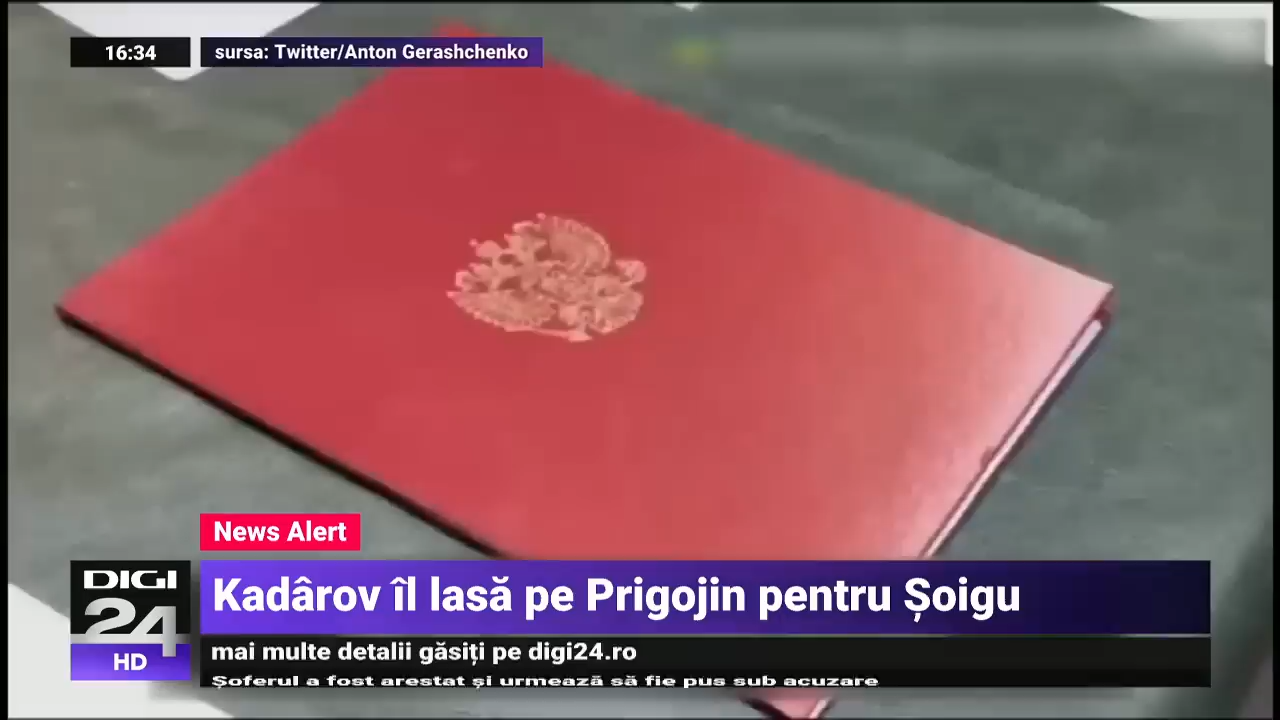 16:34
sursa: Twitter/Anton Gerashchenko
News Alert
DIGI
24
HD
Kadârov îl lasă pe Prigojin pentru Șoigu
mai multe detalii găsiți pe digi24.ro
Șoferul a fost arestat și urmează să fie pus sub acuzare